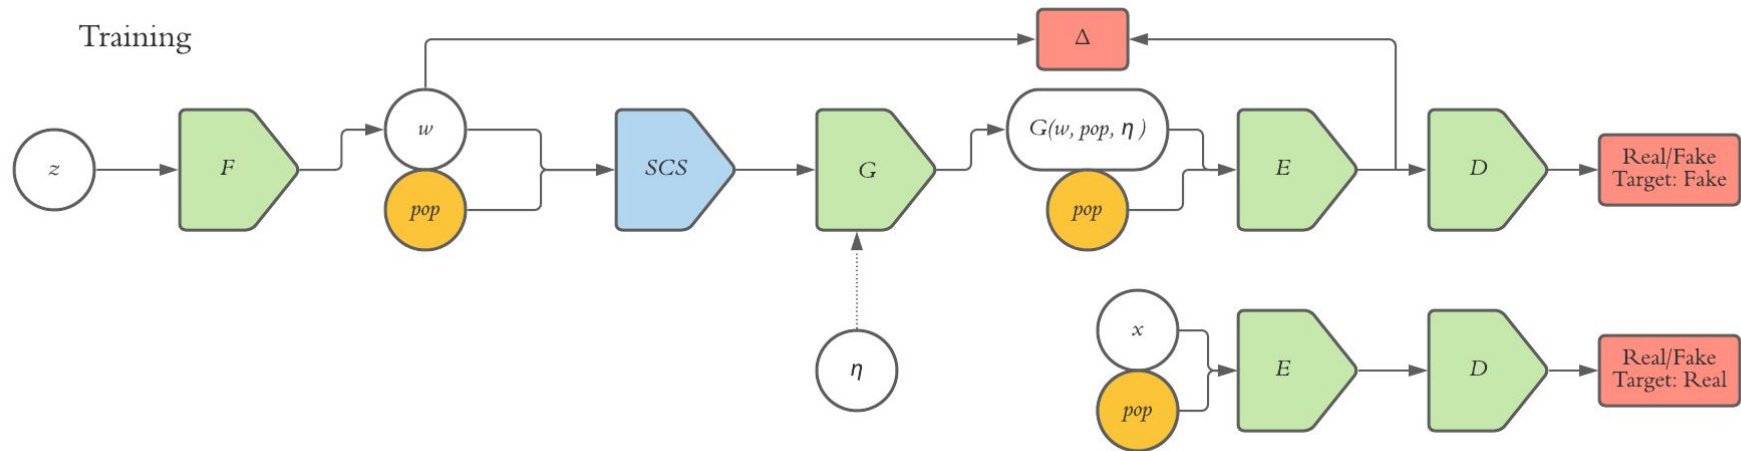 Training
Δ
z
F
w
pop
SCS
G
G(w, pop, η )
pop
E
D
Real/Fake
Target: Fake
η
x
pop
E
D
Real/Fake
Target: Real